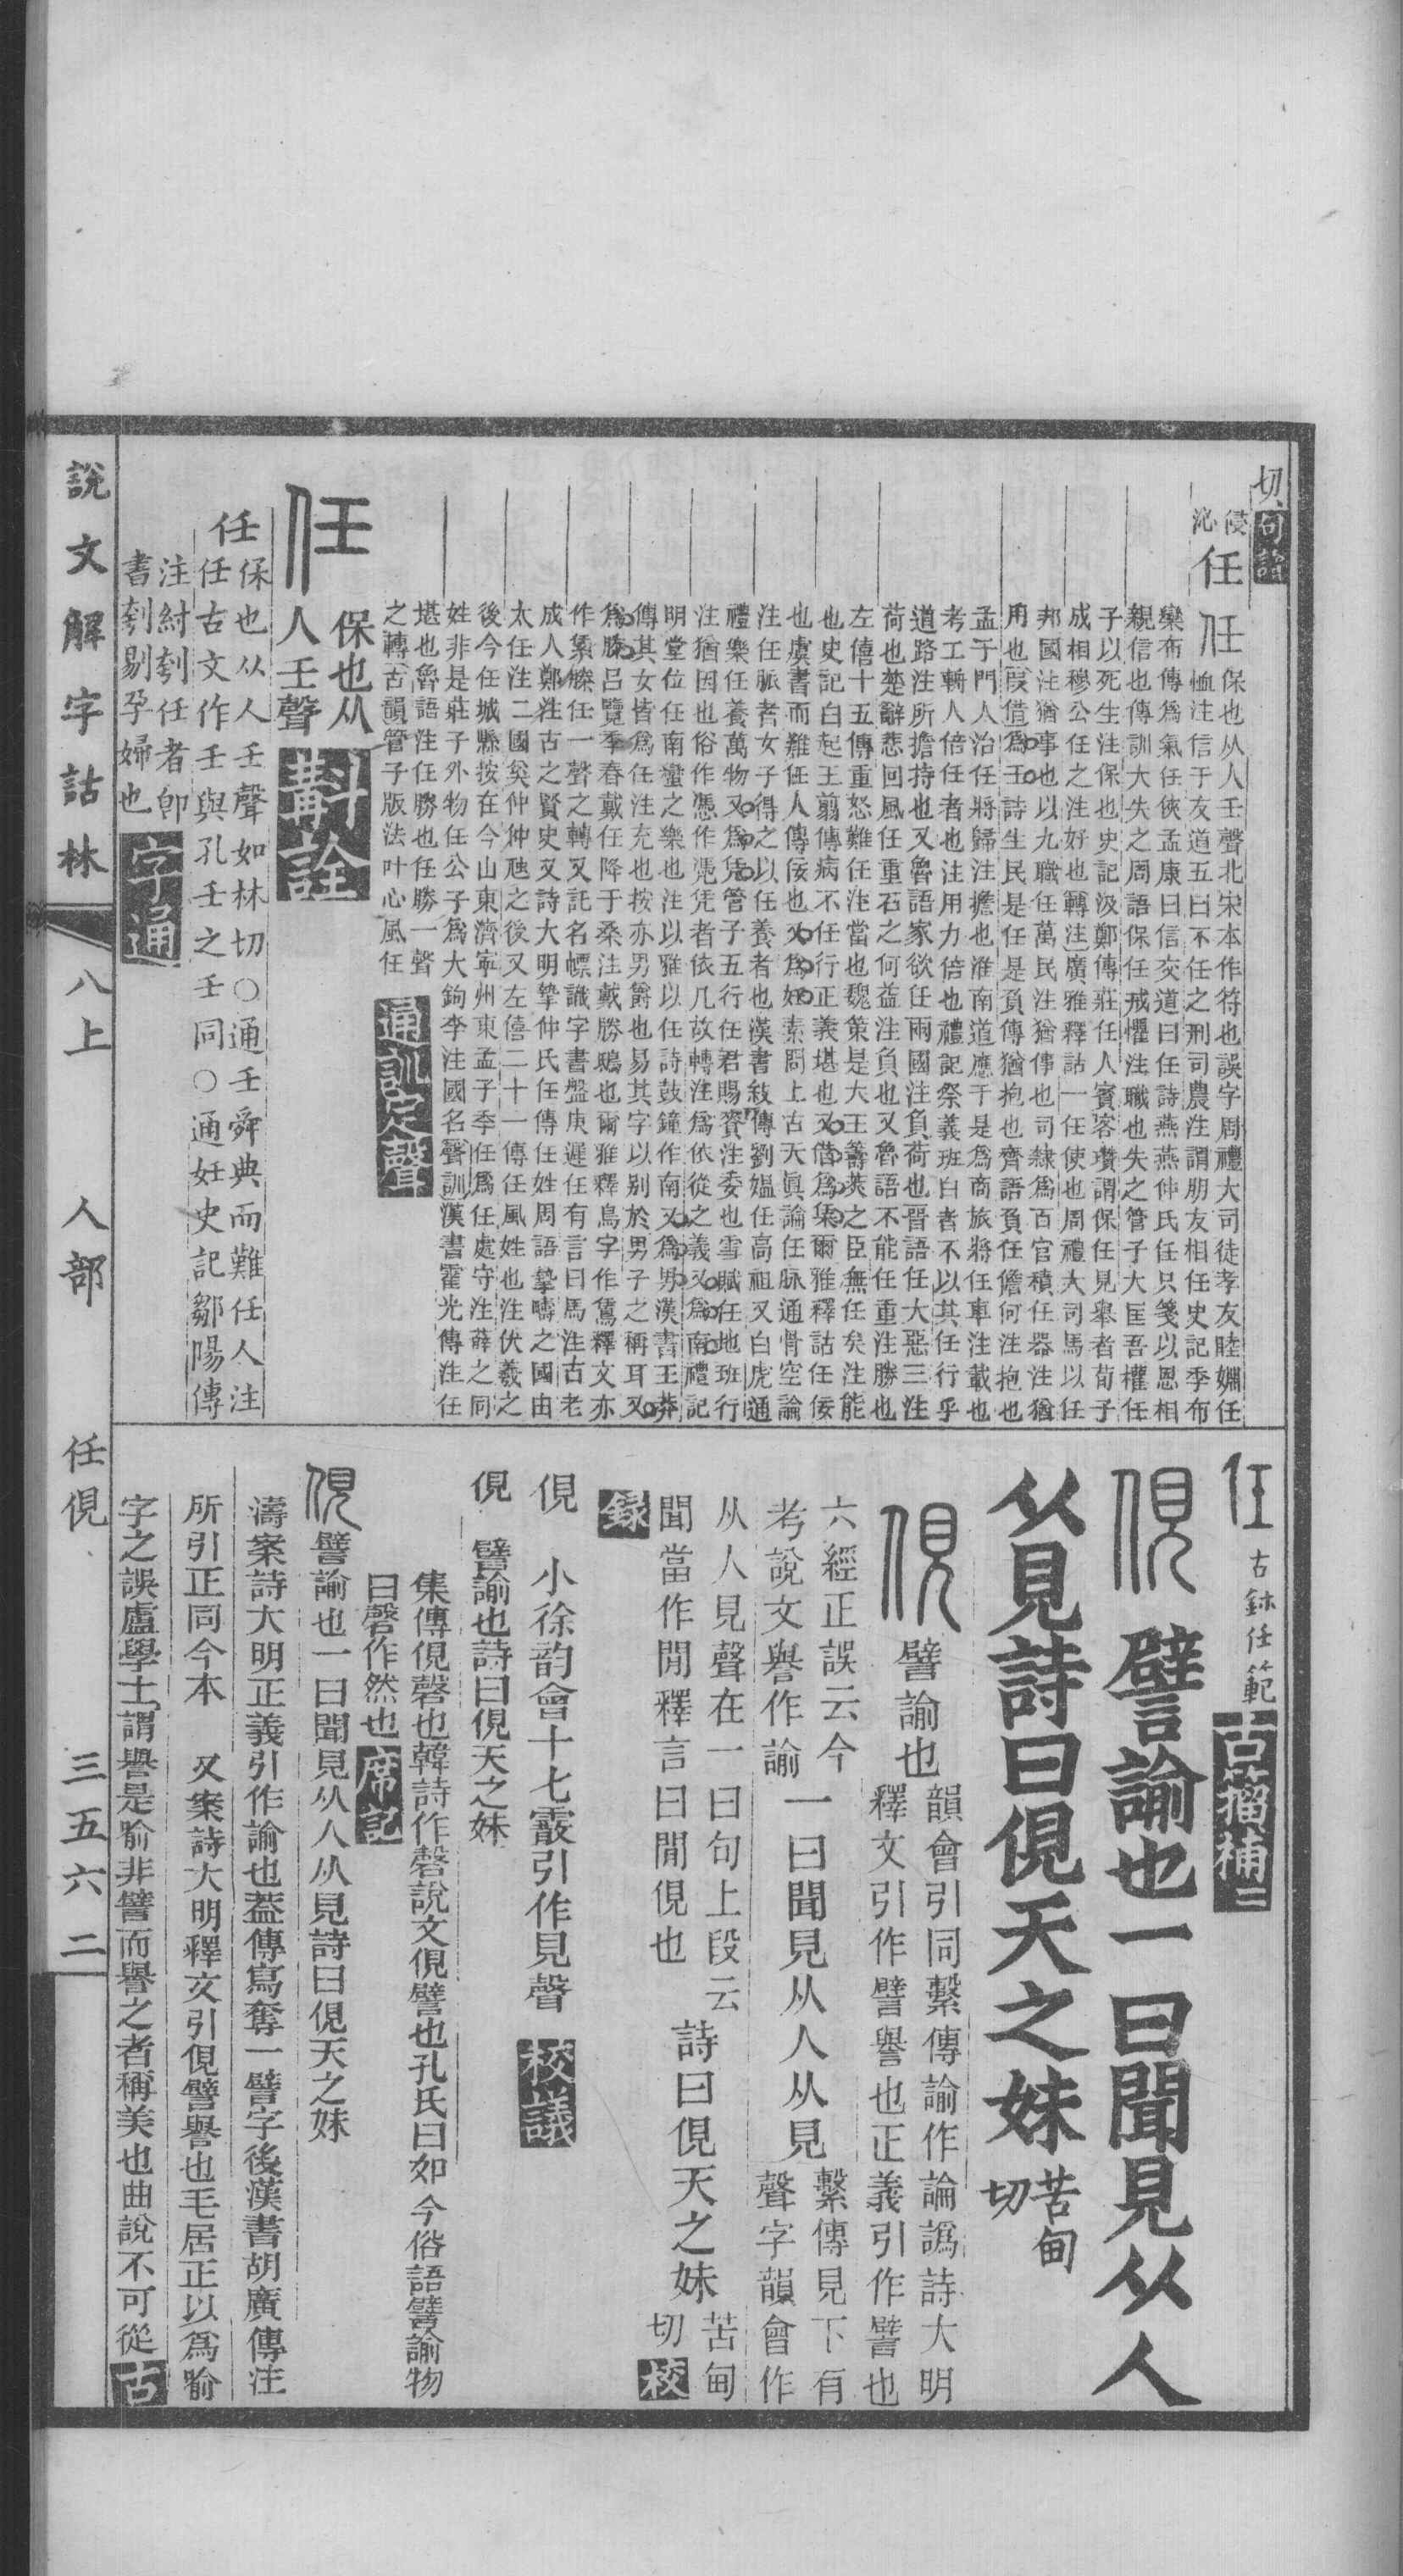 切 句讀
侵沁 任 任 保也从人壬聲北宋本作符也誤字周禮大司徒孝友睦婣任
恤注信于友道五曰不任之刑司農注謂朋友相任史記季布
欒布傳爲氣任俠孟康曰信交道曰任詩燕燕仲氏任只箋以恩相
親信也傳訓大失之周語保任戒懼注職也失之管子大匡吾權任
子以死生注保也史記汲鄭傳莊任人賓客瓚謂保任見舉者荀子
成相穆公任之注好也轉注廣雅釋詁一任使也周禮大司馬以任
邦國注猶事也以九職任萬民注猶倳也司隸爲百官積任器注猶
用也叚借爲壬詩生民是任是負傳猶抱也齊語負任儋何注抱也
孟子門人治任將歸注擔也淮南道應于是爲商旅將任車注載也
考工輈人倍任者也注用力倍也禮記祭義班白者不以其任行乎
道路注所擔持也又魯語家欲任兩國注負荷也晉語任大惡三注
荷也楚辭悲回風任重石之何益注負也又魯語不能任重注勝也
左僖十五傳重怒難任注當也魏策是大王籌筴之臣無任矣注能
也史記白起王翦傳病不任行正義堪也又借爲集爾雅釋詁任佞
也虞書而難任人傳佞也又爲妊素問上古天眞論任脉通骨空論
注任脈者女子得之以任養者也漢書敍傳劉媼任高祖又白虎通
禮樂任養萬物又爲凭管子五行任君賜賚注委也雪賦任地班行
注猶因也俗作憑作凴凭者依几故轉注爲依從之義又爲南禮記
明堂位任南蠻之樂也注以雅以任詩鼓鐘作南又爲男漢書王莽
傳其女皆爲任注充也按亦男爵也易其字以別於男子之稱耳又
爲勝呂覽季春戴任降于桑注戴勝鵖也爾雅釋鳥字作鵀釋文亦
作任一聲之轉又託名幖識字書盤庚遲任有言曰馬注古老
成人鄭注古之賢史又詩大明摯仲氏任傳任姓周語摯疇之國由
太任注二國奚仲仲虺之後又左僖二十一傳任風姓也注伏羲之
後今任城縣按在今山東濟寧州東孟子季任爲任處守注薛之同
姓非是莊子外物任公子爲大鉤李注國名聲訓漢書霍光傳注任
堪也魯語注任勝也任勝一聲
之轉古韻管子版法叶心風任 通訓定聲
任 保也从
人壬聲 斠詮
任 任保也从人壬聲如林切○通壬舜典而難任人注
任古文作壬與孔壬之壬同○通妊史記鄒陽傳
注紂刳任者卽
書刳剔孕婦也 字通
任 古鉥任範 古籀補二
俔 譬諭也一曰聞見从人
从見詩曰俔天之妹 苦甸切
俔 譬諭也 韻會引同繫傳諭作論譌詩大明
釋文引作譬譽也正義引作譬也
六經正誤云今
考說文譽作諭 一曰聞見从人从見 繫傳見下有
聲字韻會作
从人見聲在一曰句上段云
聞當作閒釋言曰閒俔也 詩曰俔天之妹 苦甸切 校
錄
俔 小徐韵會十七霰引作見聲 校議
俔 譬諭也詩曰俔天之妹
集傳俔磬也韓詩作磬說文俔譬也孔氏曰如今俗語譬諭物
曰磬作然也 席記
俔 譬諭也一曰聞見从人从見詩曰俔天之妹
濤案詩大明正義引作諭也蓋傳寫奪一譬字後漢書胡廣傳注
所引正同今本 又案詩大明釋文引俔譬譽也毛居正以爲喻
字之誤盧學士謂譽是喻非譬而譽之者稱美也曲說不可從 古
說文解字詁林 八上 人部 任俔 三五六二